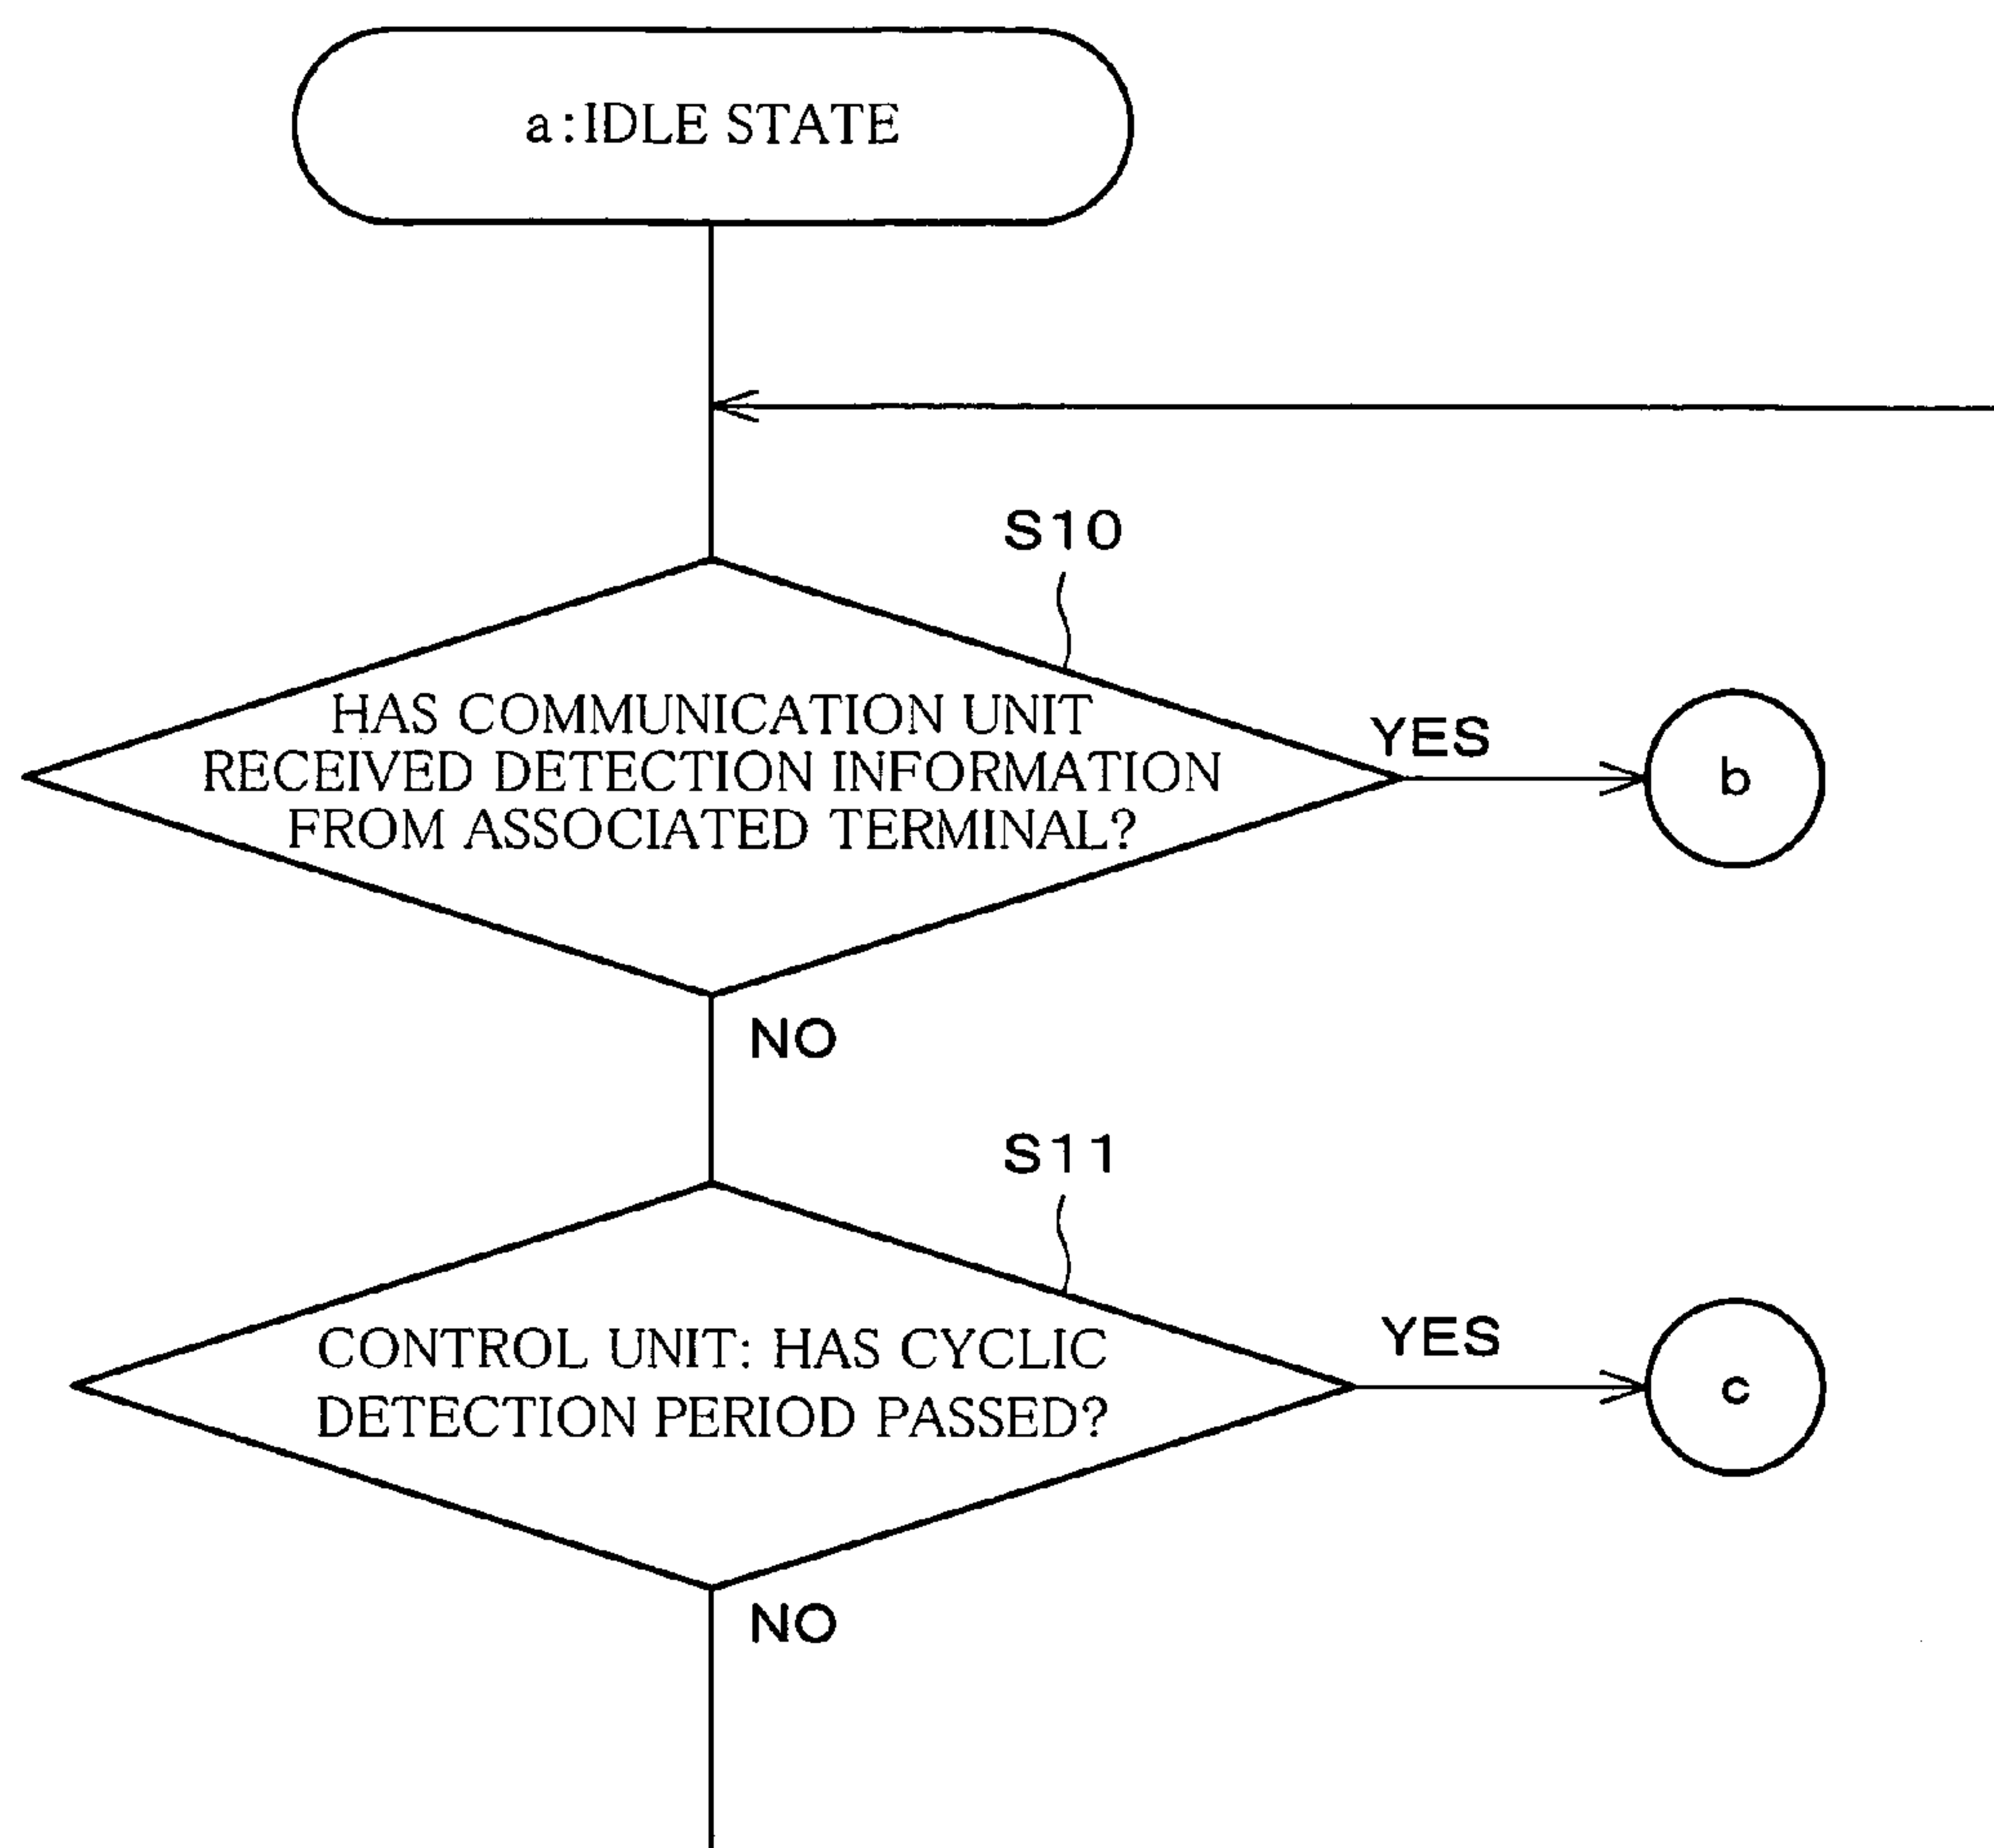 a:IDLE STATE
S10
HAS COMMUNICATION UNIT
RECEIVED DETECTION INFORMATION
FROM ASSOCIATED TERMINAL?
YES
b
NO
S11
CONTROL UNIT: HAS CYCLIC
DETECTION PERIOD PASSED?
YES
c
NO